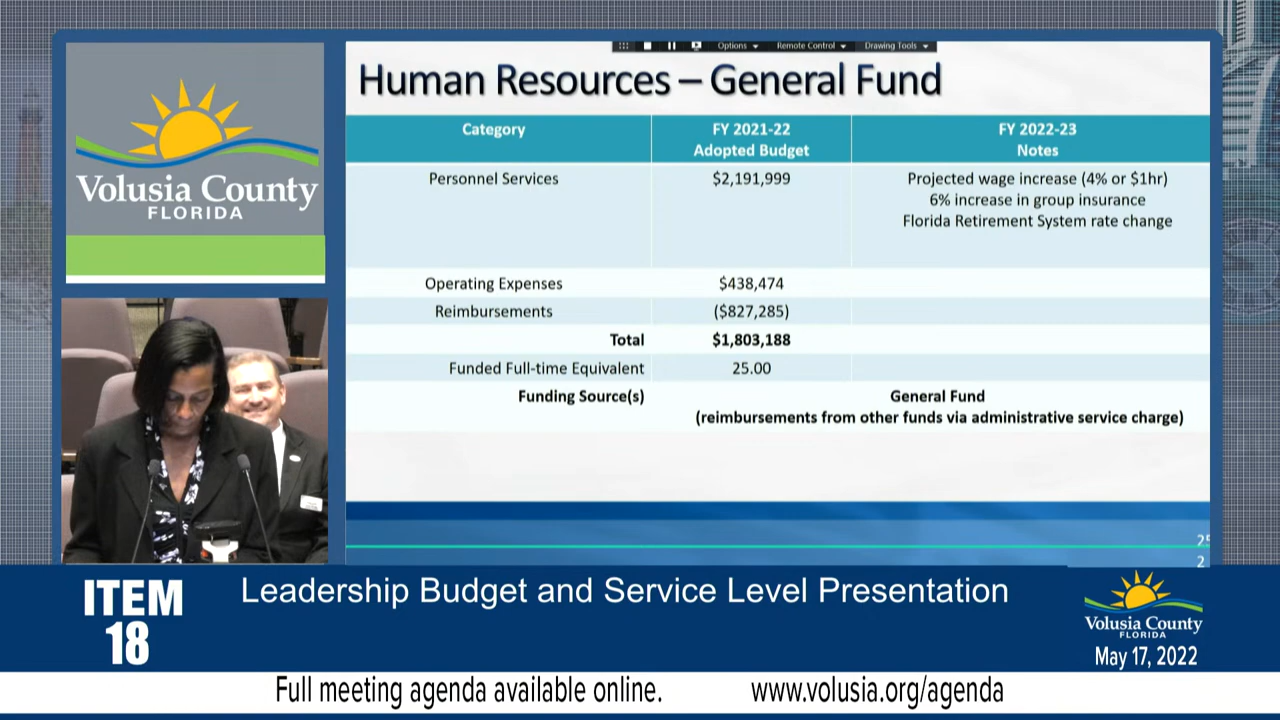 Options
Remote Control
Drawing Tools
Volusia County
FLORIDA
Human Resources – General Fund
Category
FY 2021-22
Adopted Budget
FY 2022-23
Notes
Personnel Services
$2,191,999
Projected wage increase (4% or $1hr)
6% increase in group insurance
Florida Retirement System rate change
Operating Expenses
$438,474
Reimbursements
($827,285)
Total
$1,803,188
Funded Full-time Equivalent
25.00
Funding Source(s)
General Fund
(reimbursements from other funds via administrative service charge)
ITEM
18
Leadership Budget and Service Level Presentation
Volusia County
FLORIDA
May 17, 2022
Full meeting agenda available online.
www.volusia.org/agenda